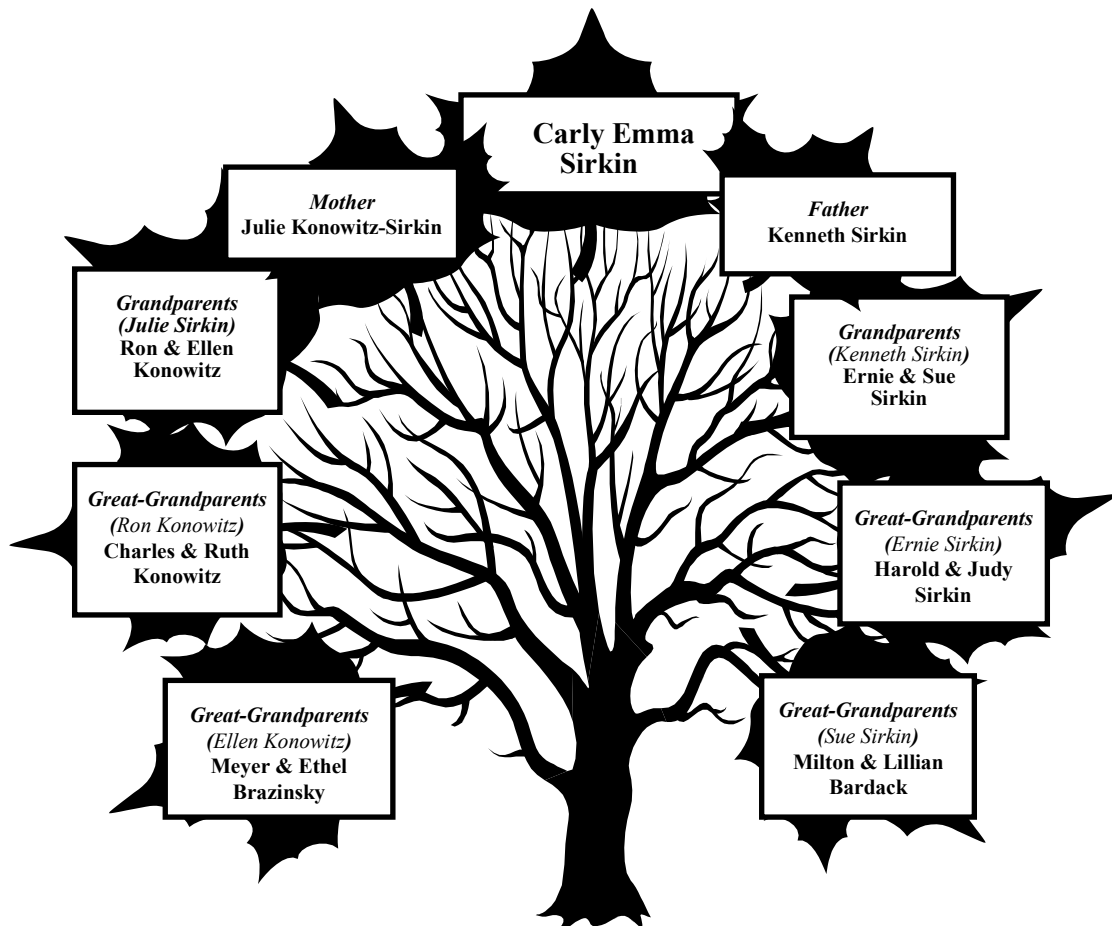 Carly Emma
Sirkin
Mother
Julie Konowitz-Sirkin
Father
Kenneth Sirkin
Grandparents
(Julie Sirkin)
Ron & Ellen
Konowitz
Grandparents
(Kenneth Sirkin)
Ernie & Sue
Sirkin
Great-Grandparents
(Ron Konowitz)
Charles & Ruth
Konowitz
Great-Grandparents
(Ernie Sirkin)
Harold & Judy
Sirkin
Great-Grandparents
(Ellen Konowitz)
Meyer & Ethel
Brazinsky
Great-Grandparents
(Sue Sirkin)
Milton & Lillian
Bardack